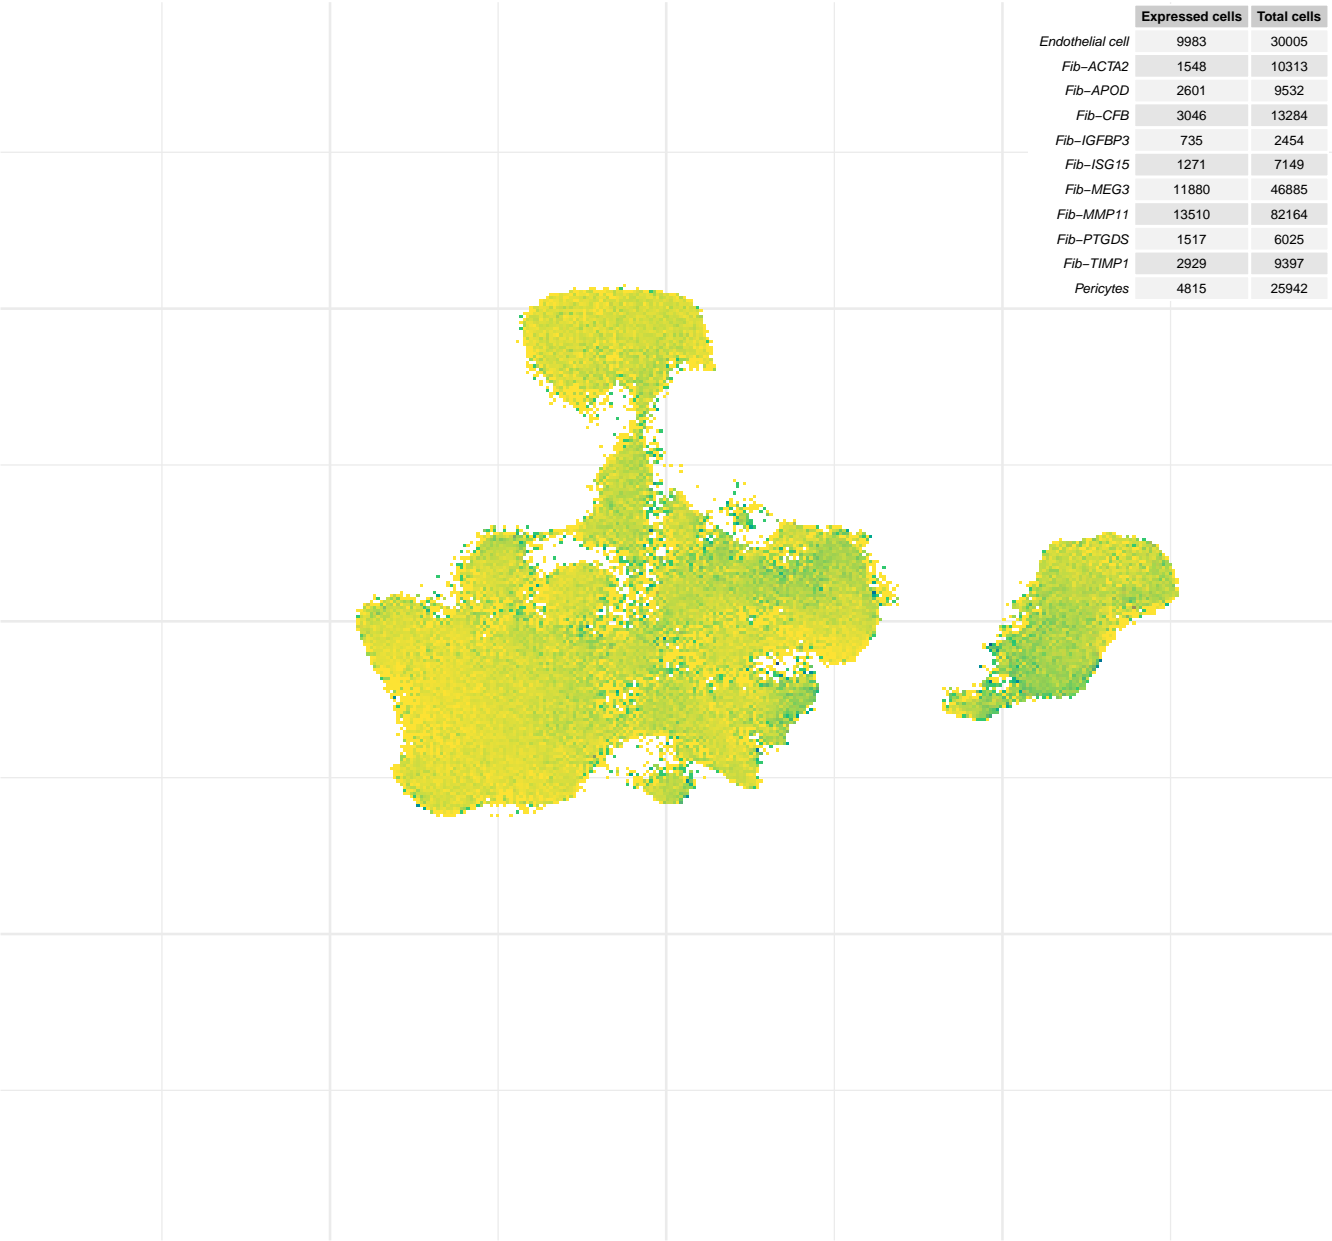 Expressed cells Total cells
Endothelial cell 9983 30005
Fib−ACTA2 1548 10313
Fib−APOD 2601 9532
Fib−CFB 3046 13284
Fib−IGFBP3 735 2454
Fib−ISG15 1271 7149
Fib−MEG3 11880 46885
Fib−MMP11 13510 82164
Fib−PTGDS 1517 6025
Fib−TIMP1 2929 9397
Pericytes 4815 25942